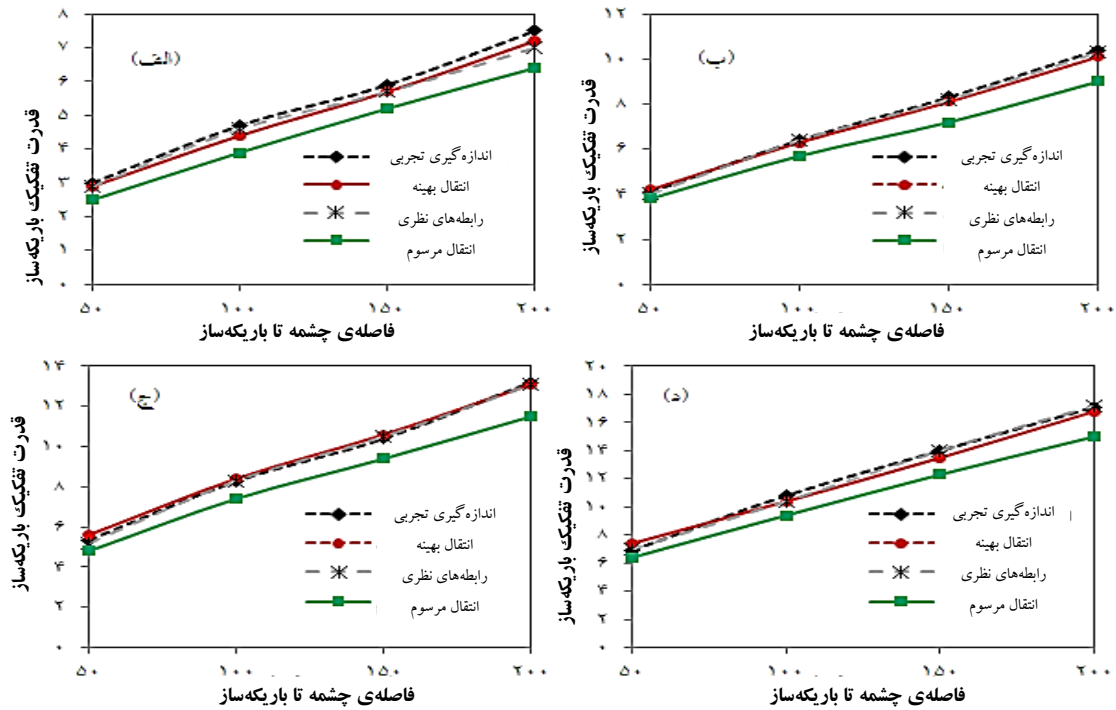 (الف)
قدرت تفکیک باریکه‌ساز
۸
۷
۶
۵
۴
۳
۲
۱
۰
اندازه‌گیری تجربی
انتقال بهینه
رابطه‌های نظری
انتقال مرسوم
۵۰ ۱۰۰ ۱۵۰ ۲۰۰
فاصله‌ی چشمه تا باریکه‌ساز
(ب)
قدرت تفکیک باریکه‌ساز
۱۲
۱۰
۸
۶
۴
۲
۰
اندازه‌گیری تجربی
انتقال بهینه
رابطه‌های نظری
انتقال مرسوم
۵۰ ۱۰۰ ۱۵۰ ۲۰۰
فاصله‌ی چشمه تا باریکه‌ساز
(ج)
قدرت تفکیک باریکه‌ساز
۱۴
۱۲
۱۰
۸
۶
۴
۲
۰
اندازه‌گیری تجربی
انتقال بهینه
رابطه‌های نظری
انتقال مرسوم
۵۰ ۱۰۰ ۱۵۰ ۲۰۰
فاصله‌ی چشمه تا باریکه‌ساز
(د)
قدرت تفکیک باریکه‌ساز
۲۰
۱۸
۱۶
۱۴
۱۲
۱۰
۸
۶
۴
۲
۰
اندازه‌گیری تجربی
انتقال بهینه
رابطه‌های نظری
انتقال مرسوم
۵۰ ۱۰۰ ۱۵۰ ۲۰۰
فاصله‌ی چشمه تا باریکه‌ساز